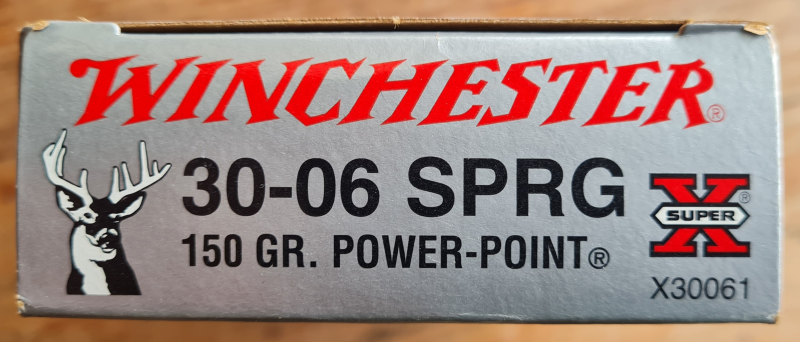 WINCHESTER®
30-06 SPRG
150 GR. POWER-POINT®
X® SUPER
X30061